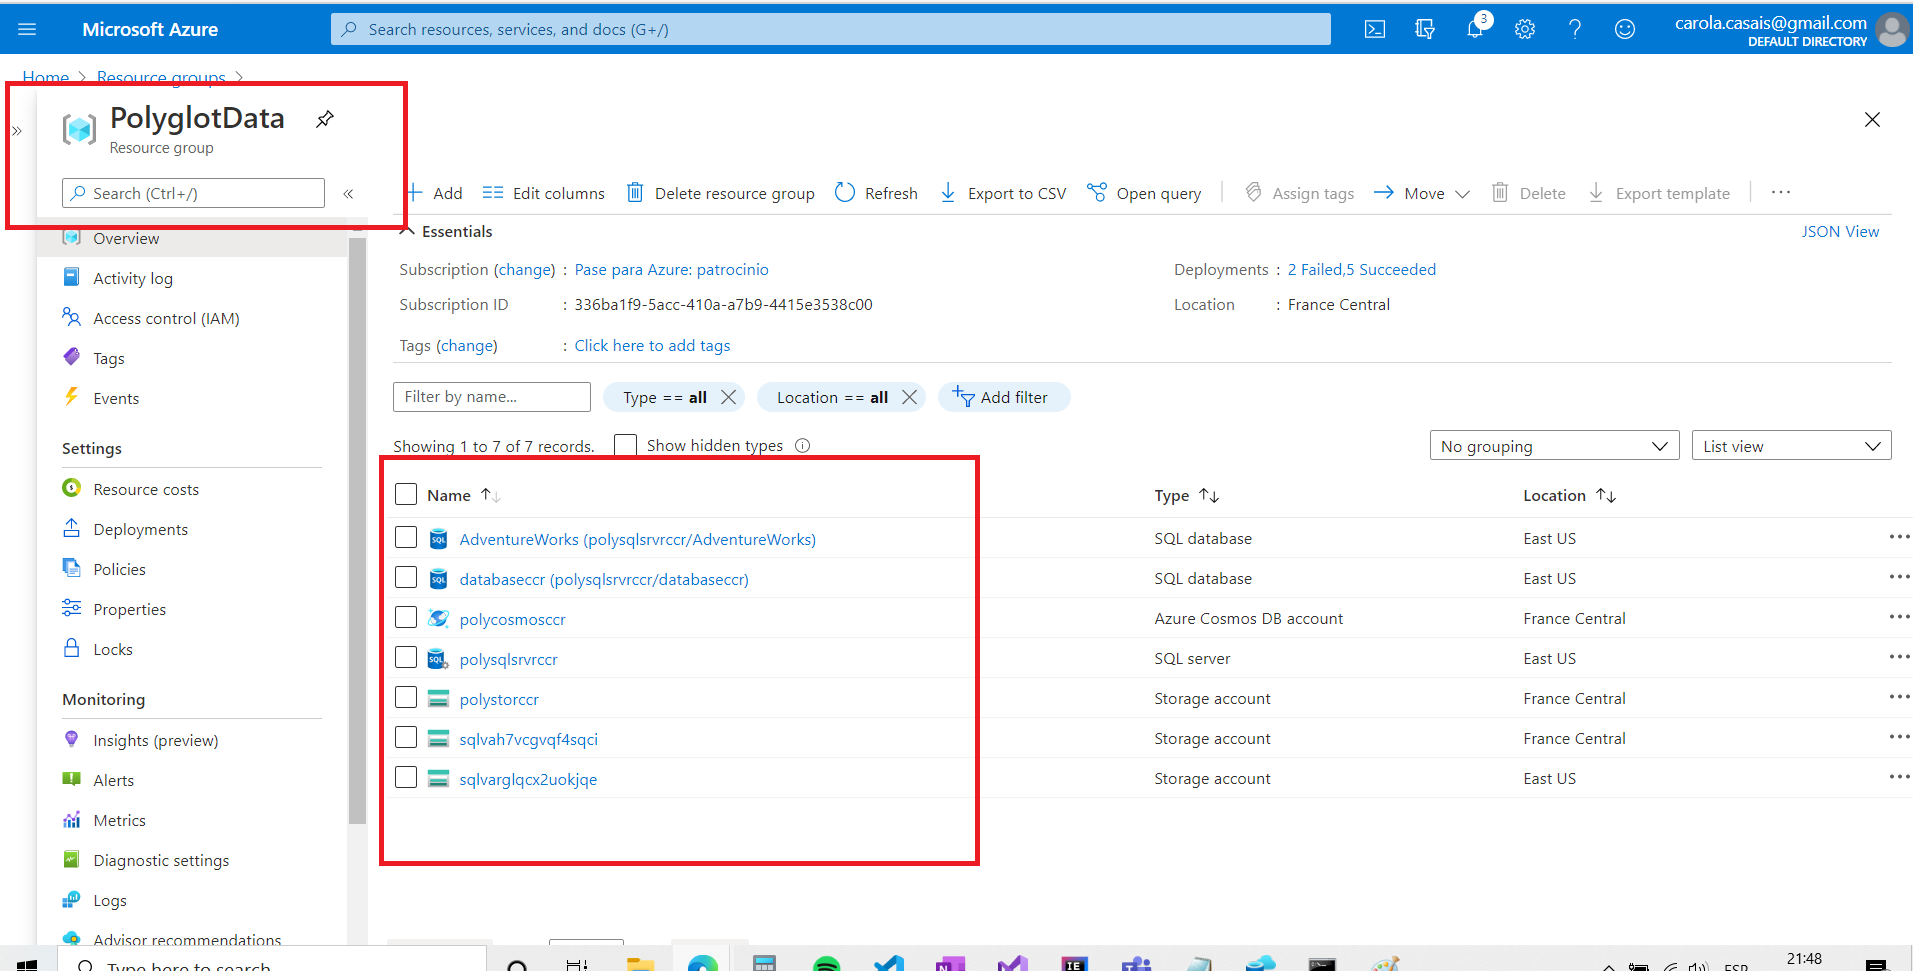 Microsoft Azure
Search resources, services, and docs (G+/)
3
carola.casais@gmail.com
DEFAULT DIRECTORY
Home > Resource groups >
PolyglotData
Resource group
Search (Ctrl+/)
«
»
Add Edit columns Delete resource group Refresh Export to CSV Open query Assign tags Move Delete Export template ...
Overview
Activity log
Access control (IAM)
Tags
Events
Settings
Resource costs
Deployments
Policies
Properties
Locks
Monitoring
Insights (preview)
Alerts
Metrics
Diagnostic settings
Logs
Advisor recommendations
Essentials
JSON View
Subscription (change) : Pase para Azure: patrocinio
Deployments : 2 Failed,5 Succeeded
Subscription ID : 336ba1f9-5acc-410a-a7b9-4415e3538c00
Location : France Central
Tags (change) : Click here to add tags
Filter by name...
Type == all
Location == all
Add filter
Showing 1 to 7 of 7 records.
Show hidden types
No grouping
List view
Name Type Location
SQL AdventureWorks (polysqlsrvrccr/AdventureWorks) SQL database East US ...
SQL databaseccr (polysqlsrvrccr/databaseccr) SQL database East US ...
polycosmosccr Azure Cosmos DB account France Central ...
SQL polysqlsrvrccr SQL server East US ...
polystorccr Storage account France Central ...
sqlvah7vcgvqf4sqci Storage account France Central ...
sqlvarglqcx2uokjqe Storage account East US ...
Type here to search
IE
ESP
21:48